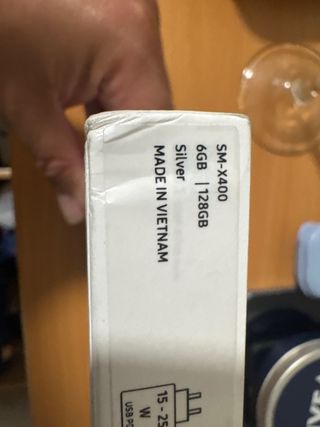 SM-X400
6GB | 128GB
Silver
MADE IN VIETNAM
15 - 25
W
USB PD